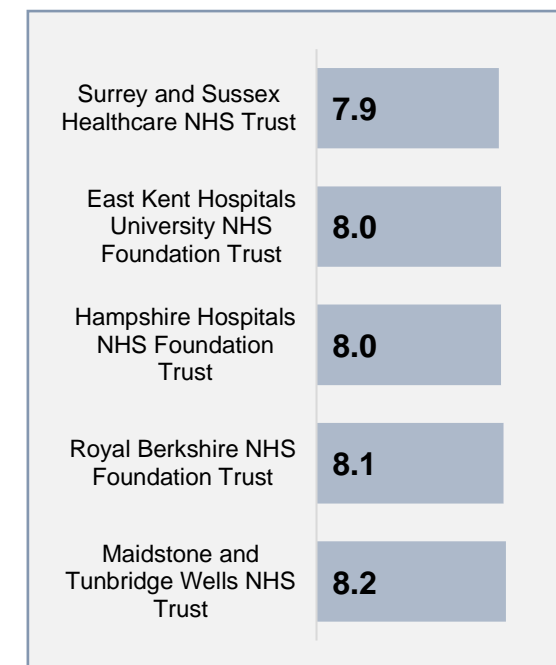 Surrey and Sussex
Healthcare NHS Trust
7.9
East Kent Hospitals
University NHS
Foundation Trust
8.0
Hampshire Hospitals
NHS Foundation
Trust
8.0
Royal Berkshire NHS
Foundation Trust
8.1
Maidstone and
Tunbridge Wells NHS
Trust
8.2